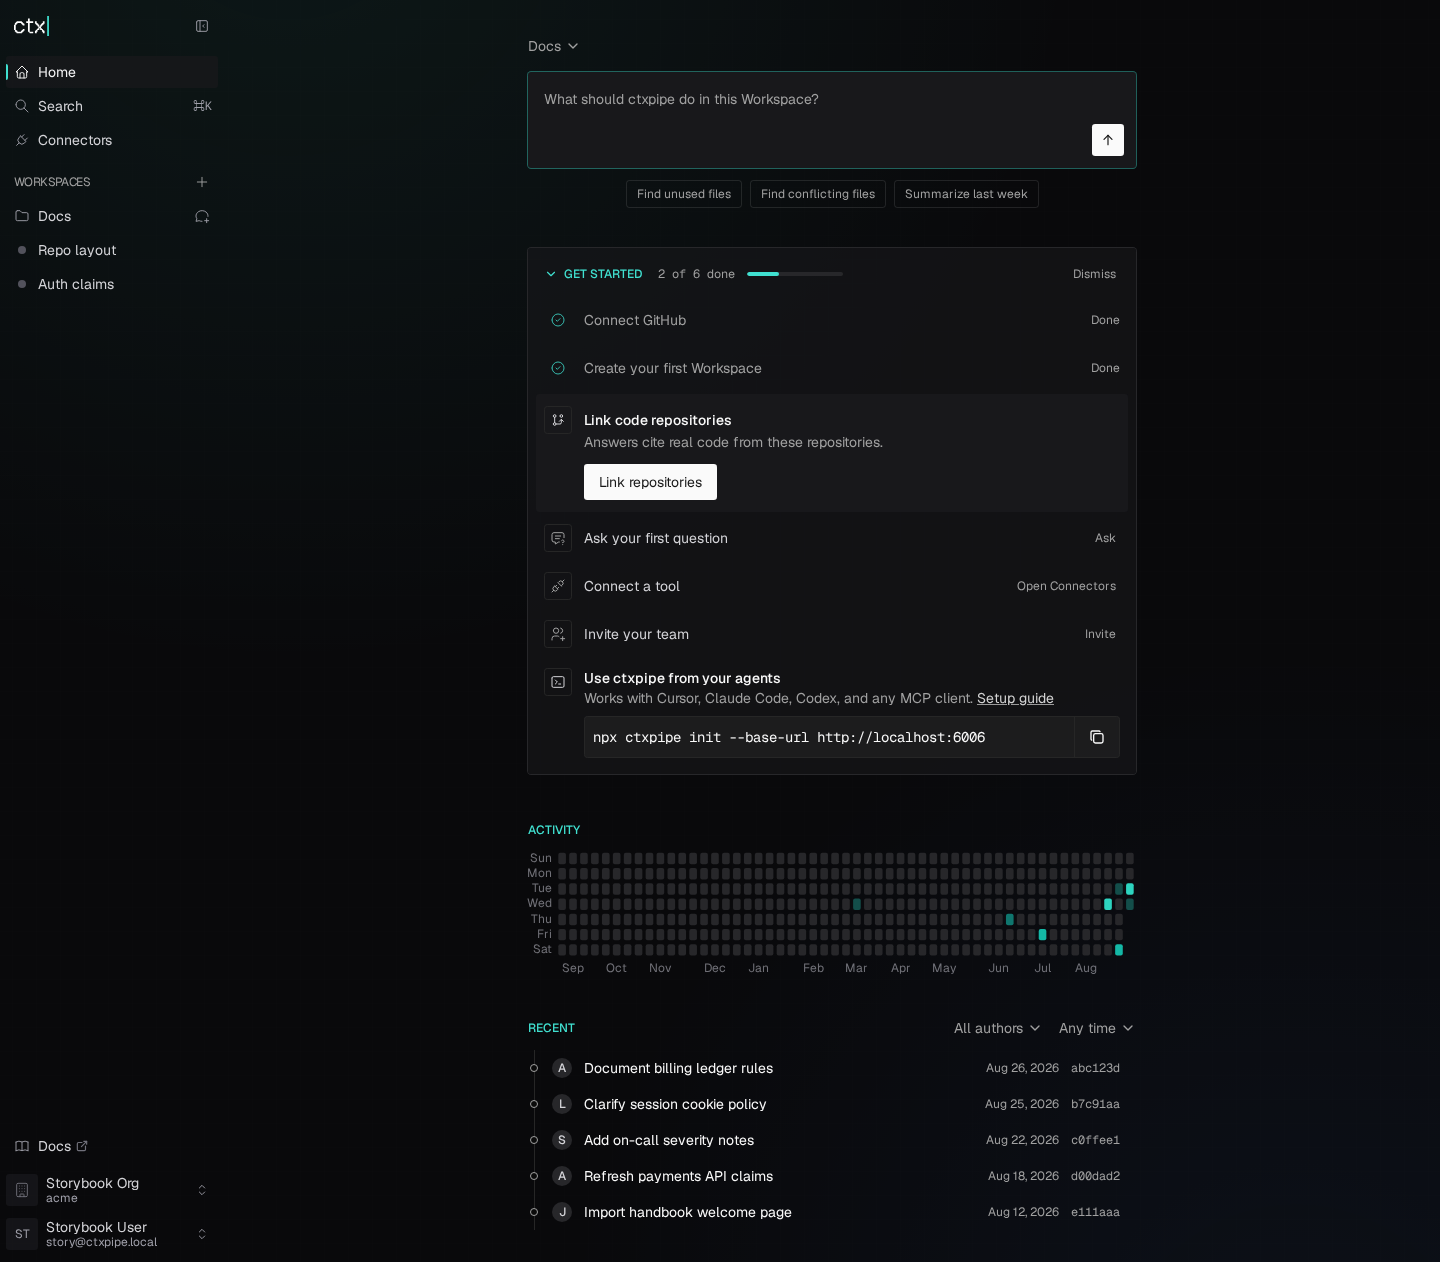 ctx
Home
Search ⌘K
Connectors
WORKSPACES
Docs
Repo layout
Auth claims
Docs
Storybook Org
acme
ST
Storybook User
story@ctxpipe.local
Docs
What should ctxpipe do in this Workspace?
Find unused files
Find conflicting files
Summarize last week
GET STARTED 2 of 6 done Dismiss
Connect GitHub Done
Create your first Workspace Done
Link code repositories
Answers cite real code from these repositories.
Link repositories
Ask your first question Ask
Connect a tool Open Connectors
Invite your team Invite
Use ctxpipe from your agents
Works with Cursor, Claude Code, Codex, and any MCP client. Setup guide
npx ctxpipe init --base-url http://localhost:6006
ACTIVITY
Sun
Mon
Tue
Wed
Thu
Fri
Sat
Sep Oct Nov Dec Jan Feb Mar Apr May Jun Jul Aug
RECENT All authors Any time
A Document billing ledger rules Aug 26, 2026 abc123d
L Clarify session cookie policy Aug 25, 2026 b7c91aa
S Add on-call severity notes Aug 22, 2026 c0ffee1
A Refresh payments API claims Aug 18, 2026 d00dad2
J Import handbook welcome page Aug 12, 2026 e111aaa